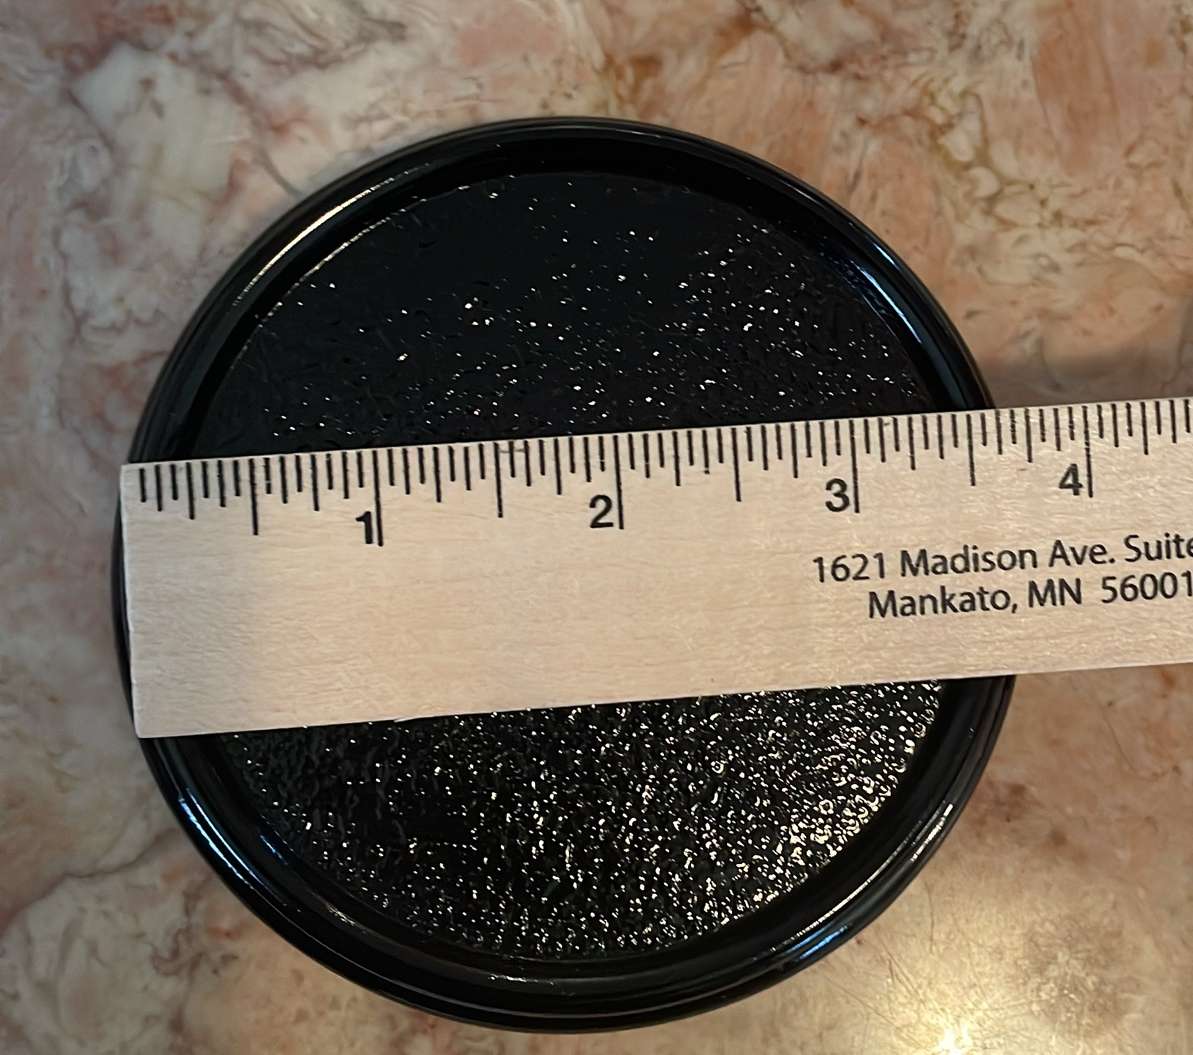 1 2 3 4
1621 Madison Ave. Suite
Mankato, MN 56001